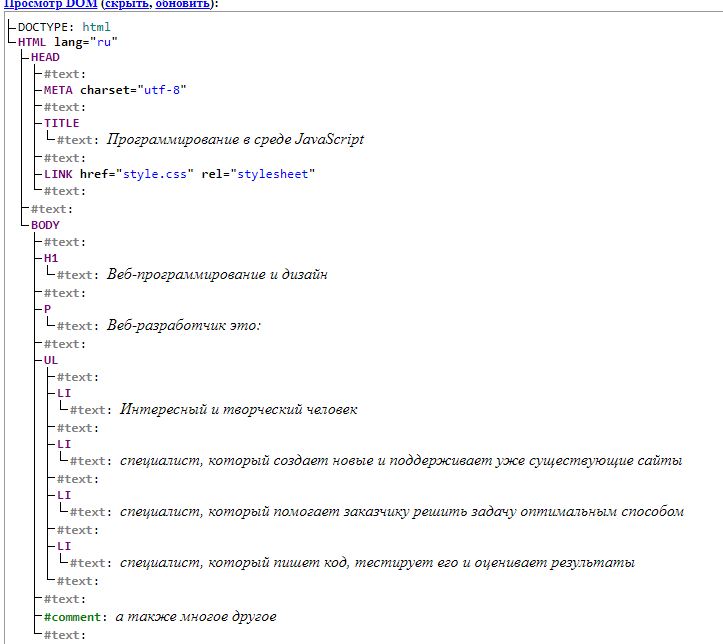 Просмотр DOM (скрыть, обновить):
DOCTYPE: html
HTML lang="ru"
HEAD
#text:
META charset="utf-8"
#text:
TITLE
#text: Программирование в среде JavaScript
#text:
LINK href="style.css" rel="stylesheet"
#text:
#text:
BODY
#text:
H1
#text: Веб-программирование и дизайн
#text:
P
#text: Веб-разработчик это:
#text:
UL
#text:
LI
#text: Интересный и творческий человек
#text:
LI
#text: специалист, который создает новые и поддерживает уже существующие сайты
#text:
LI
#text: специалист, который помогает заказчику решить задачу оптимальным способом
#text:
LI
#text: специалист, который пишет код, тестирует его и оценивает результаты
#text:
#text:
#comment: а также многое другое
#text: